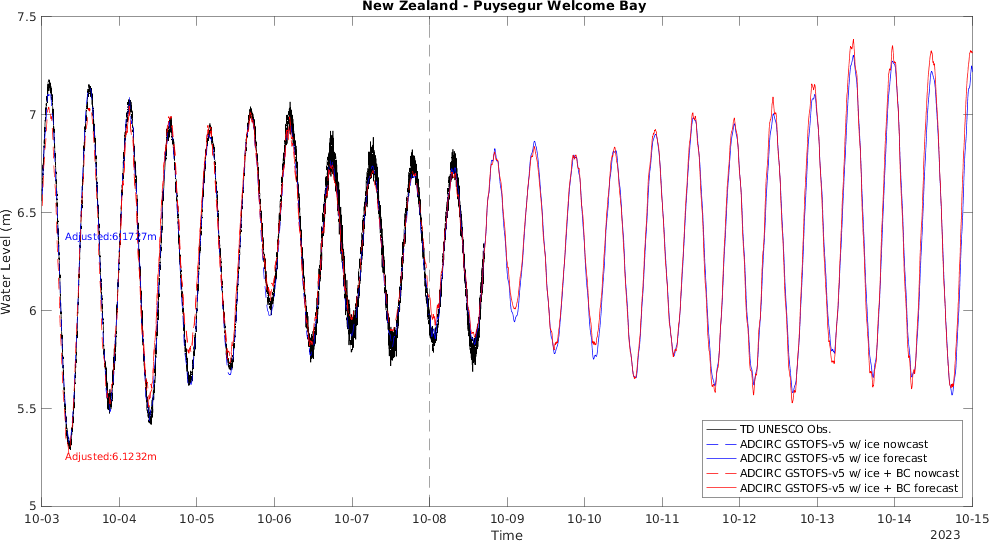 New Zealand - Puysegur Welcome Bay
7.5
7
6.5
6
5.5
5
Water Level (m)
Adjusted:6.1727m
Adjusted:6.1232m
TD UNESCO Obs.
ADCIRC GSTOFS-v5 w/ ice nowcast
ADCIRC GSTOFS-v5 w/ ice forecast
ADCIRC GSTOFS-v5 w/ ice + BC nowcast
ADCIRC GSTOFS-v5 w/ ice + BC forecast
10-03 10-04 10-05 10-06 10-07 10-08 10-09 10-10 10-11 10-12 10-13 10-14 10-15
Time
2023